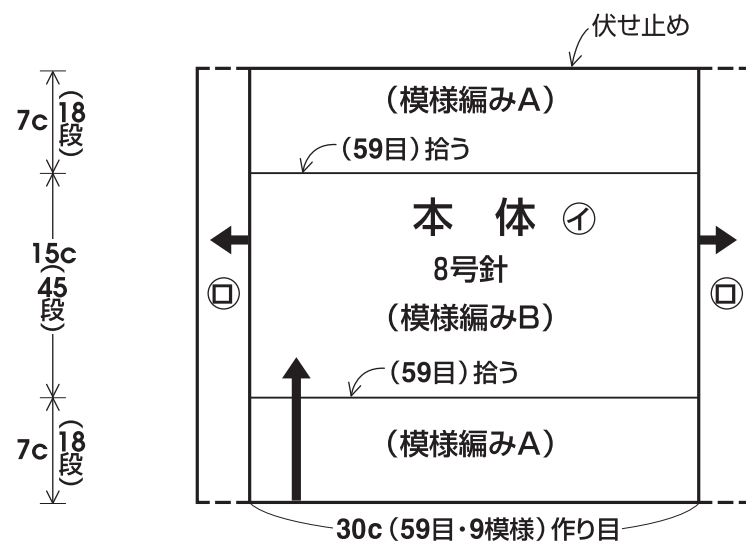 伏せ止め
(模様編みA)
7c
(18段)
(59目)拾う
本 体 ㋑
8号針
(模様編みB)
15c
(45段)
㋺
㋺
(59目)拾う
(模様編みA)
7c
(18段)
30c(59目・9模様)作り目